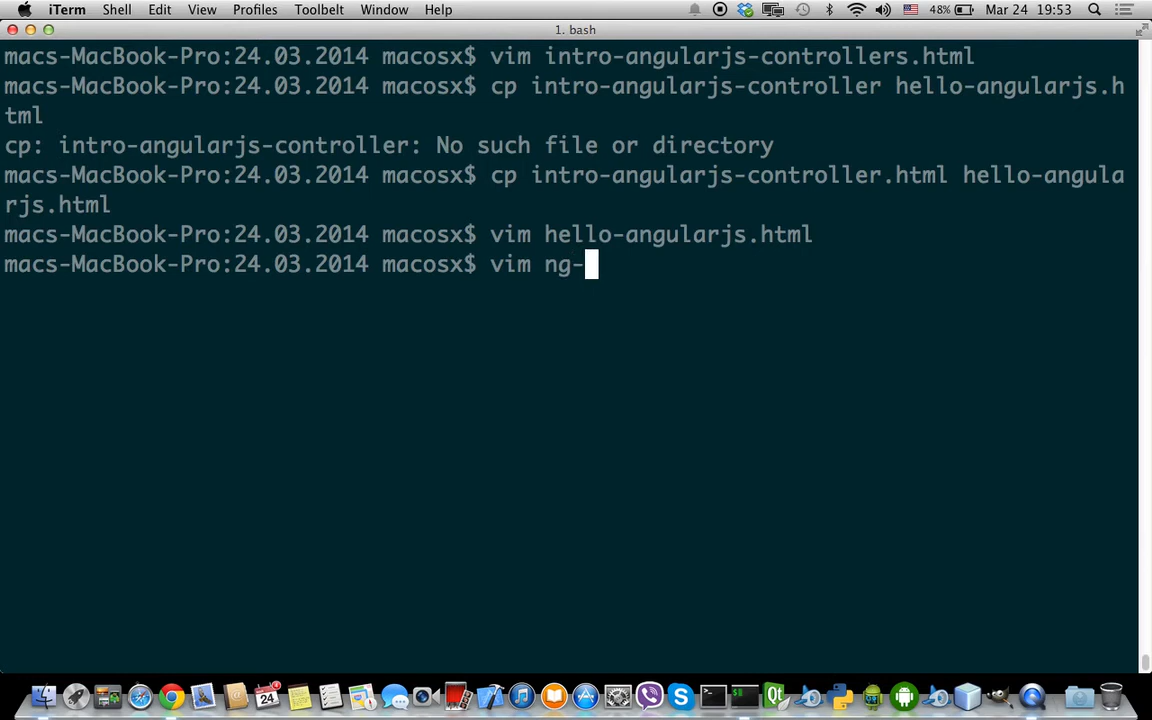 iTerm Shell Edit View Profiles Toolbelt Window Help 48% Mar 24 19:53
1. bash
macs-MacBook-Pro:24.03.2014 macosx$ vim intro-angularjs-controllers.html
macs-MacBook-Pro:24.03.2014 macosx$ cp intro-angularjs-controller hello-angularjs.h
tml
cp: intro-angularjs-controller: No such file or directory
macs-MacBook-Pro:24.03.2014 macosx$ cp intro-angularjs-controller.html hello-angula
rjs.html
macs-MacBook-Pro:24.03.2014 macosx$ vim hello-angularjs.html
macs-MacBook-Pro:24.03.2014 macosx$ vim ng-
24
Qt